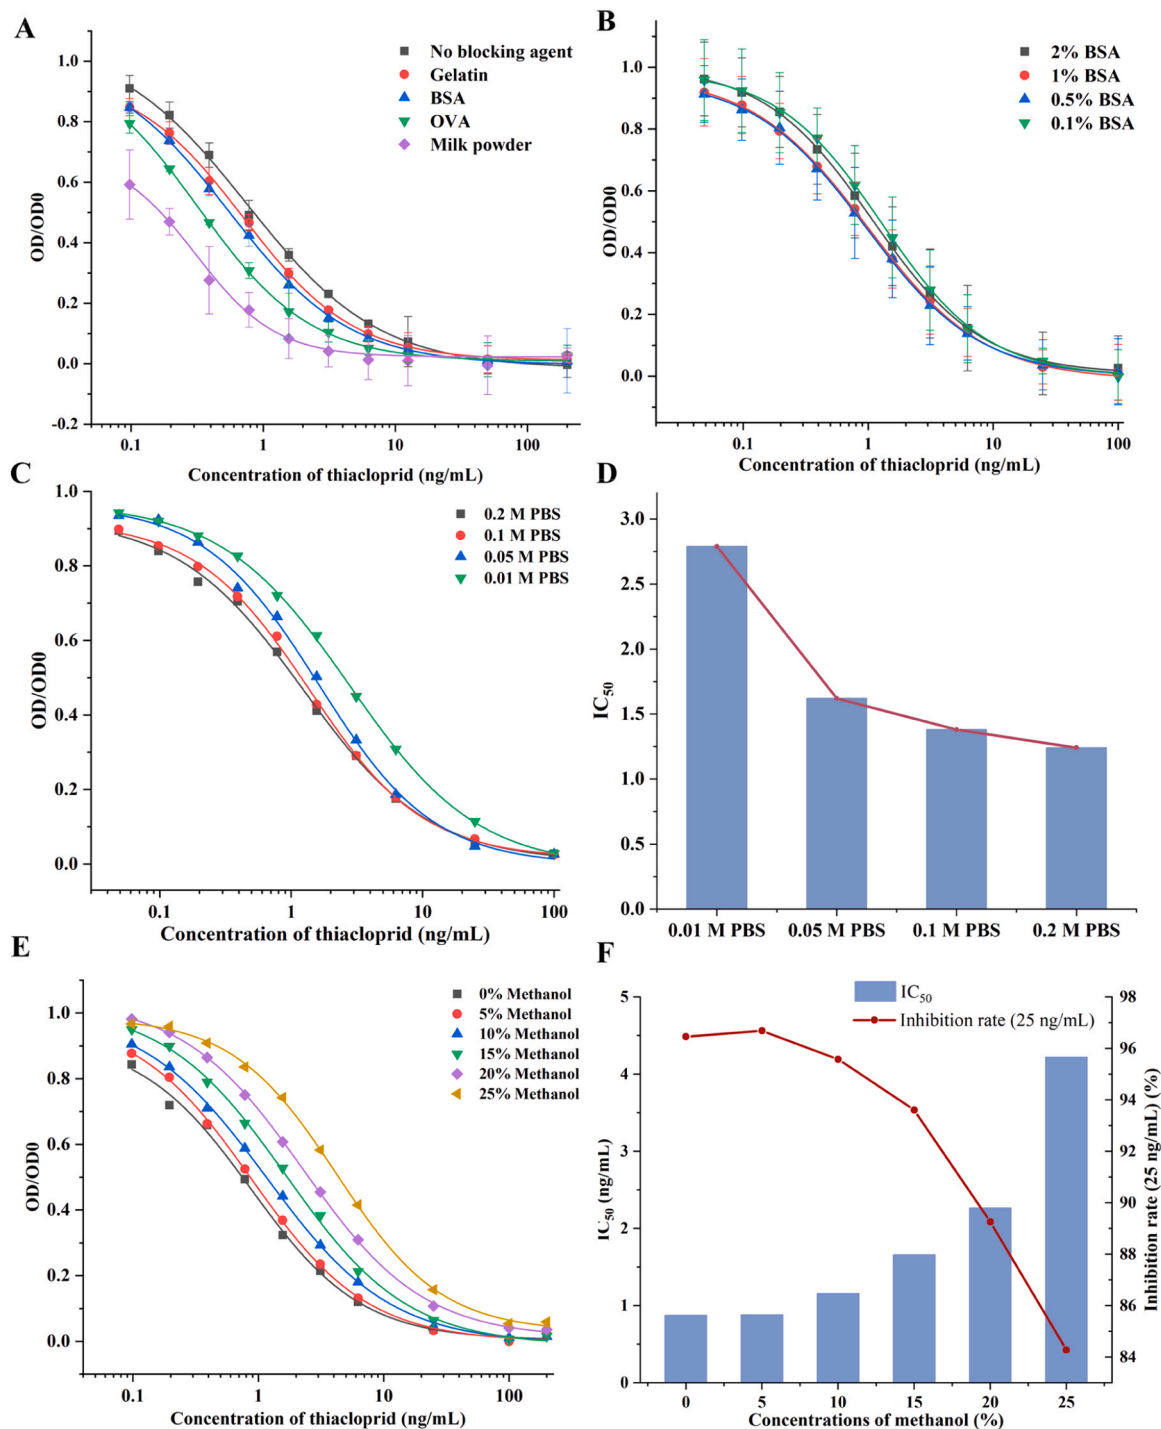 A
OD/OD0
1.0
0.8
0.6
0.4
0.2
0.0
-0.2
0.1
1
10
100
Concentration of thiacloprid (ng/mL)
No blocking agent
Gelatin
BSA
OVA
Milk powder
B
OD/OD0
1.0
0.8
0.6
0.4
0.2
0.0
0.1
1
10
100
Concentration of thiacloprid (ng/mL)
2% BSA
1% BSA
0.5% BSA
0.1% BSA
C
OD/OD0
1.0
0.8
0.6
0.4
0.2
0.0
0.1
1
10
100
Concentration of thiacloprid (ng/mL)
0.2 M PBS
0.1 M PBS
0.05 M PBS
0.01 M PBS
D
IC50
3.0
2.5
2.0
1.5
1.0
0.5
0.0
0.01 M PBS
0.05 M PBS
0.1 M PBS
0.2 M PBS
E
OD/OD0
1.0
0.8
0.6
0.4
0.2
0.0
0.1
1
10
100
Concentration of thiacloprid (ng/mL)
0% Methanol
5% Methanol
10% Methanol
15% Methanol
20% Methanol
25% Methanol
F
IC50
Inhibition rate (25 ng/mL)
IC50 (ng/mL)
5
4
3
2
1
0
0
5
10
15
20
25
Concentrations of methanol (%)
98
96
94
92
90
88
86
84
Inhibition rate (25 ng/mL) (%)